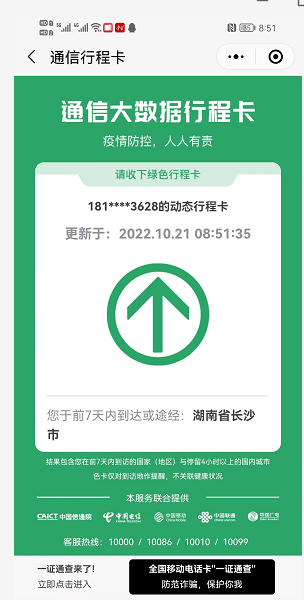 8:51
通信行程卡
通信大数据行程卡
疫情防控，人人有责
请收下绿色行程卡
181****3628的动态行程卡
更新于：2022.10.21 08:51:35
您于前7天内到达或途经：湖南省长沙
市
结果包含您在前7天内到访的国家（地区）与停留4小时以上的国内城市
色卡仅对到访地作提醒，不关联健康状况
本服务联合提供
CAICT 中国信通院 中国电信 中国移动 China Mobile 中国联通 中国广电
客服热线：10000 / 10086 / 10010 / 10099
一证通查来了！
立即点击进入
全国移动电话卡"一证通查"
防范诈骗，保护你我